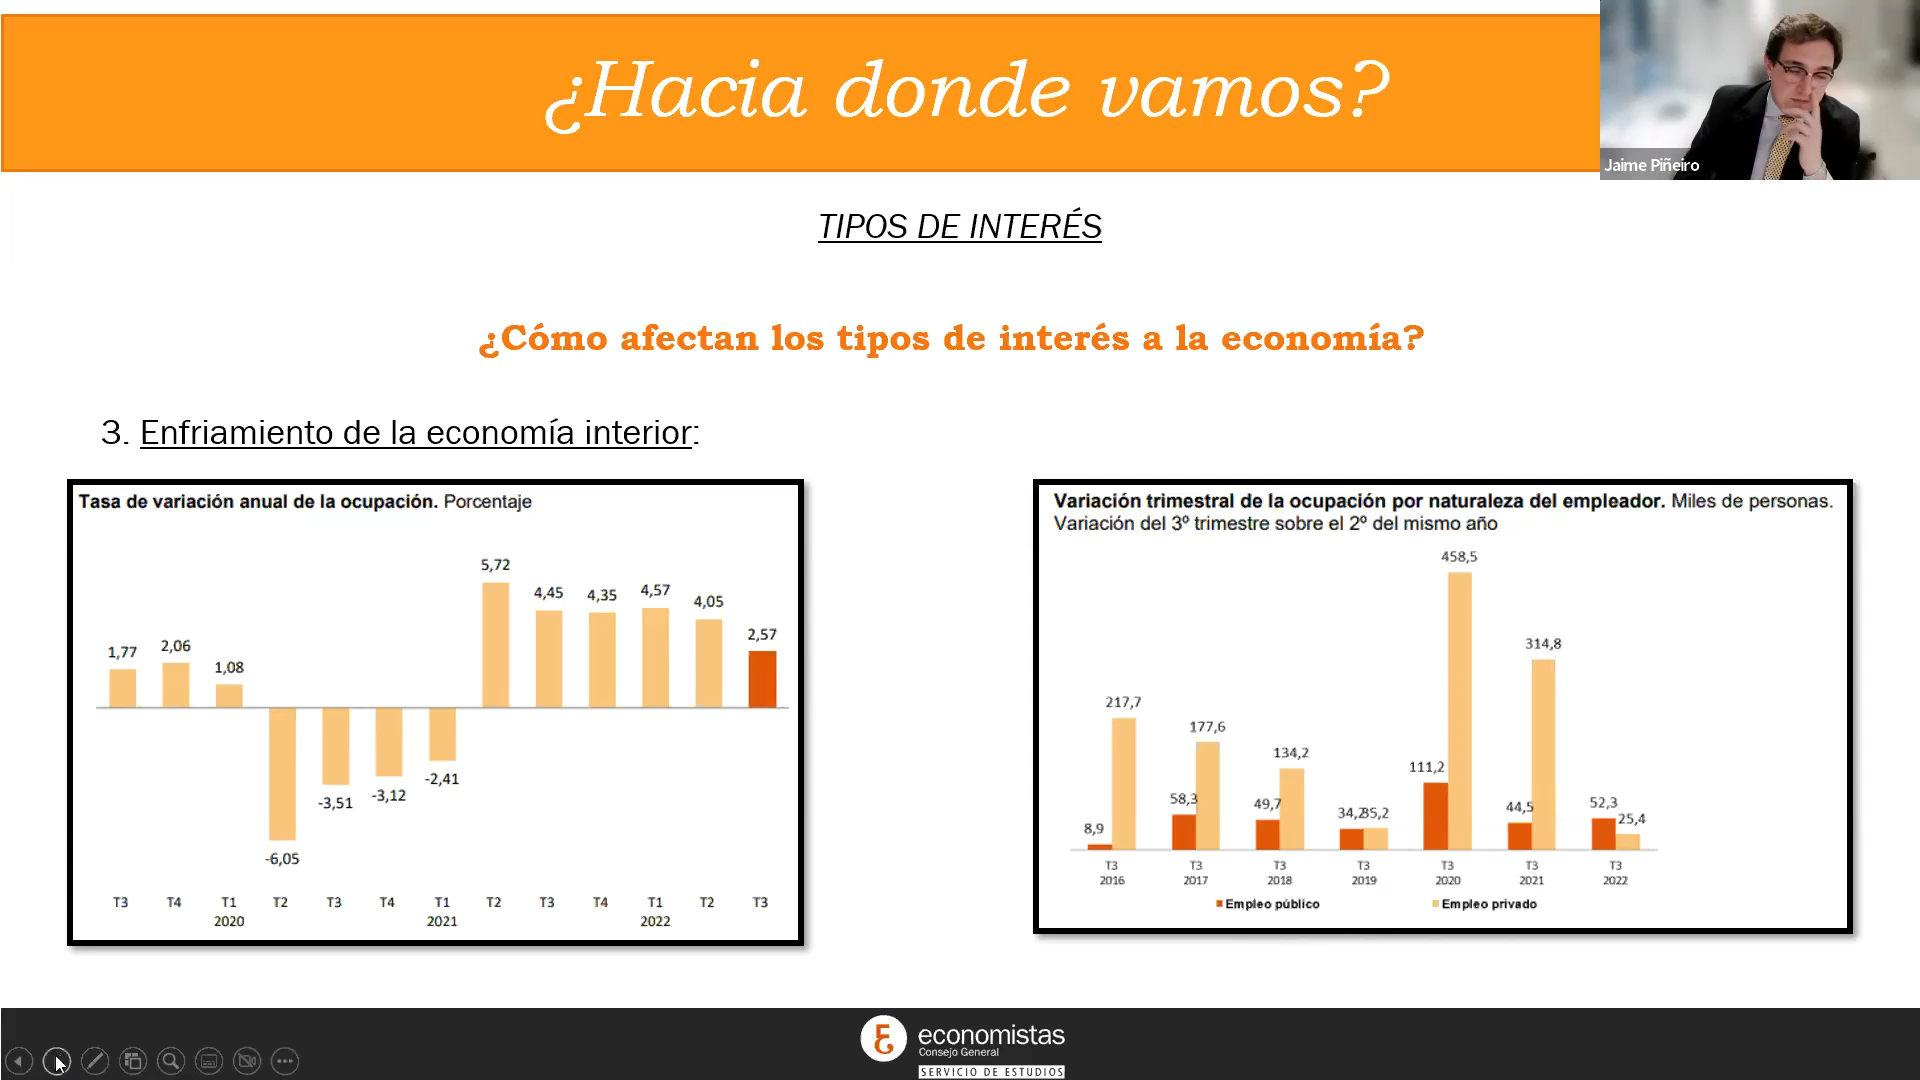 ¿Hacia donde vamos?
Jaime Piñeiro
TIPOS DE INTERÉS
¿Cómo afectan los tipos de interés a la economía?
3. Enfriamiento de la economía interior:
Tasa de variación anual de la ocupación. Porcentaje
5,72
4,45
4,35
4,57
4,05
2,57
1,77
2,06
1,08
-2,41
-3,51
-3,12
-6,05
T3 T4 T1 T2 T3 T4 T1 T2 T3 T4 T1 T2 T3
2020 2021 2022
Variación trimestral de la ocupación por naturaleza del empleador. Miles de personas.
Variación del 3º trimestre sobre el 2º del mismo año
458,5
314,8
217,7
177,6
134,2
111,2
58,3
49,7
34,2
35,2
44,5
52,3
25,4
8,9
T3 T3 T3 T3 T3 T3 T3
2016 2017 2018 2019 2020 2021 2022
Empleo público Empleo privado
economistas
Consejo General
SERVICIO DE ESTUDIOS